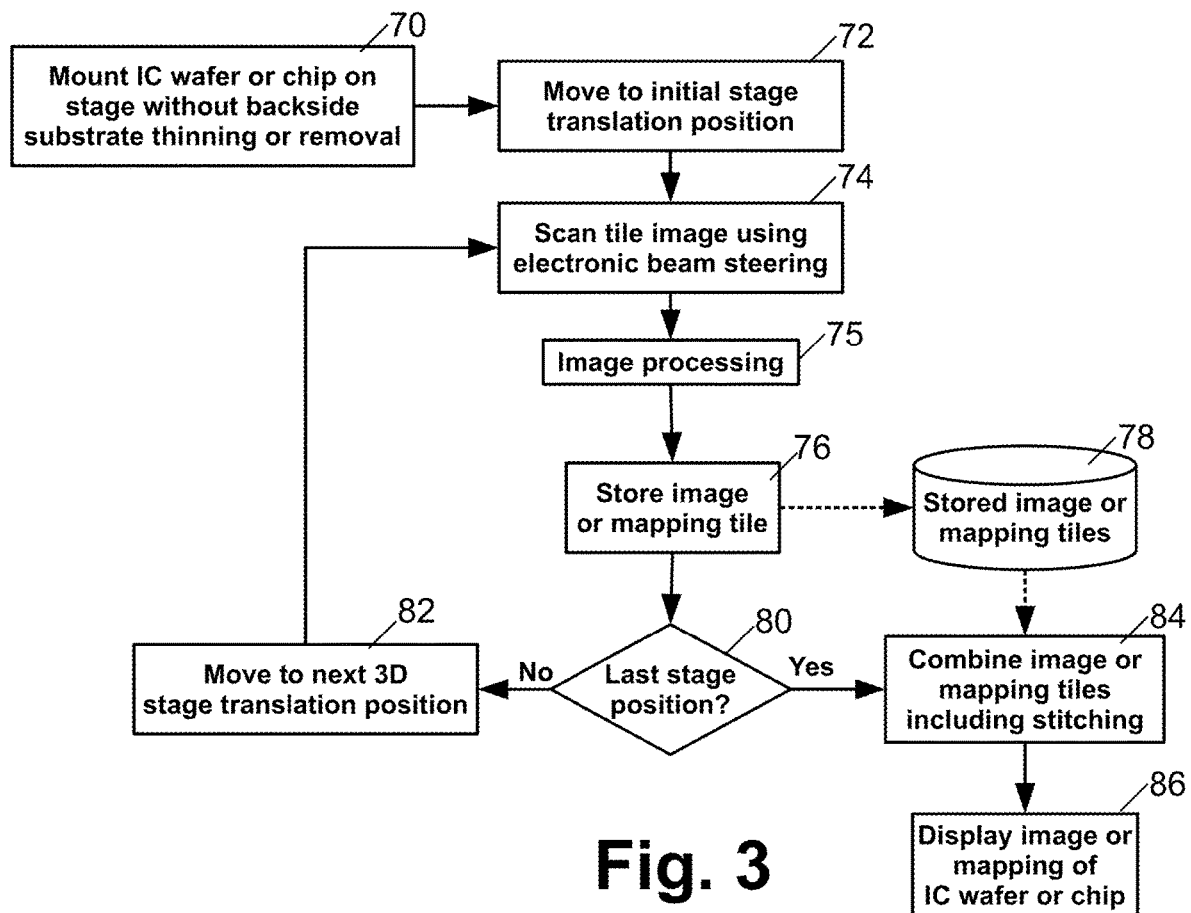 70
Mount IC wafer or chip on
stage without backside
substrate thinning or removal
72
Move to initial stage
translation position
74
Scan tile image using
electronic beam steering
75
Image processing
76
Store image
or mapping tile
78
Stored image or
mapping tiles
80
Last stage
position?
No
Yes
82
Move to next 3D
stage translation position
84
Combine image or
mapping tiles
including stitching
86
Display image or
mapping of
IC wafer or chip
Fig. 3